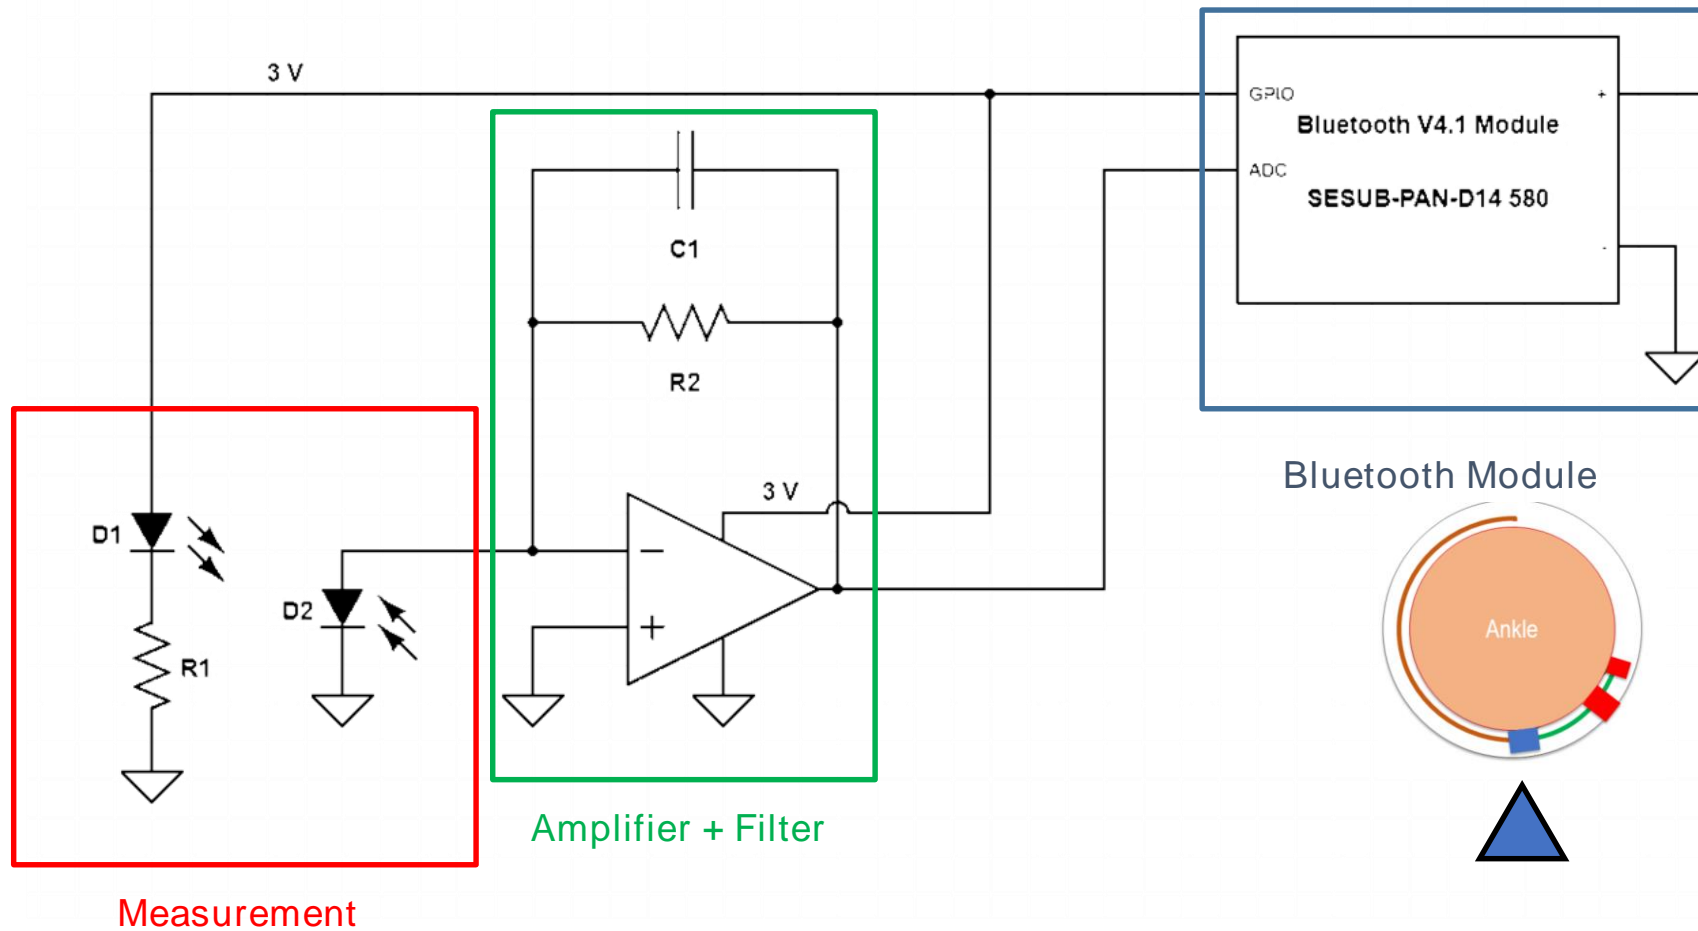 3 V
GPIO
+
Bluetooth V4.1 Module
ADC
SESUB-PAN-D14 580
-
C1
R2
Bluetooth Module
3 V
D1
−
D2
+
Ankle
R1
Amplifier + Filter
Measurement